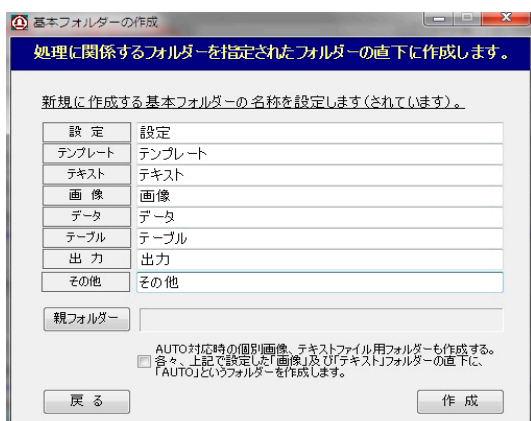 基本フォルダーの作成
処理に関係するフォルダーを指定されたフォルダーの直下に作成します。
新規に作成する基本フォルダーの名称を設定します(されています)。
設 定 設定
テンプレート テンプレート
テキスト テキスト
画 像 画像
データ データ
テーブル テーブル
出 力 出力
その他 その他
親フォルダー
AUTO対応時の個別画像、テキストファイル用フォルダーも作成する。
各々、上記で設定した「画像」及び「テキスト」フォルダーの直下に、
「AUTO」というフォルダーを作成します。
戻 る 作 成